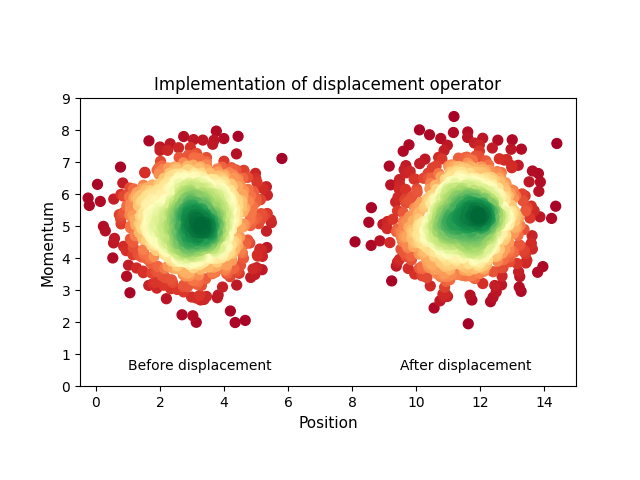 Implementation of displacement operator
9
8
7
6
5
4
3
2
1
0
Momentum
Before displacement
After displacement
0 2 4 6 8 10 12 14
Position